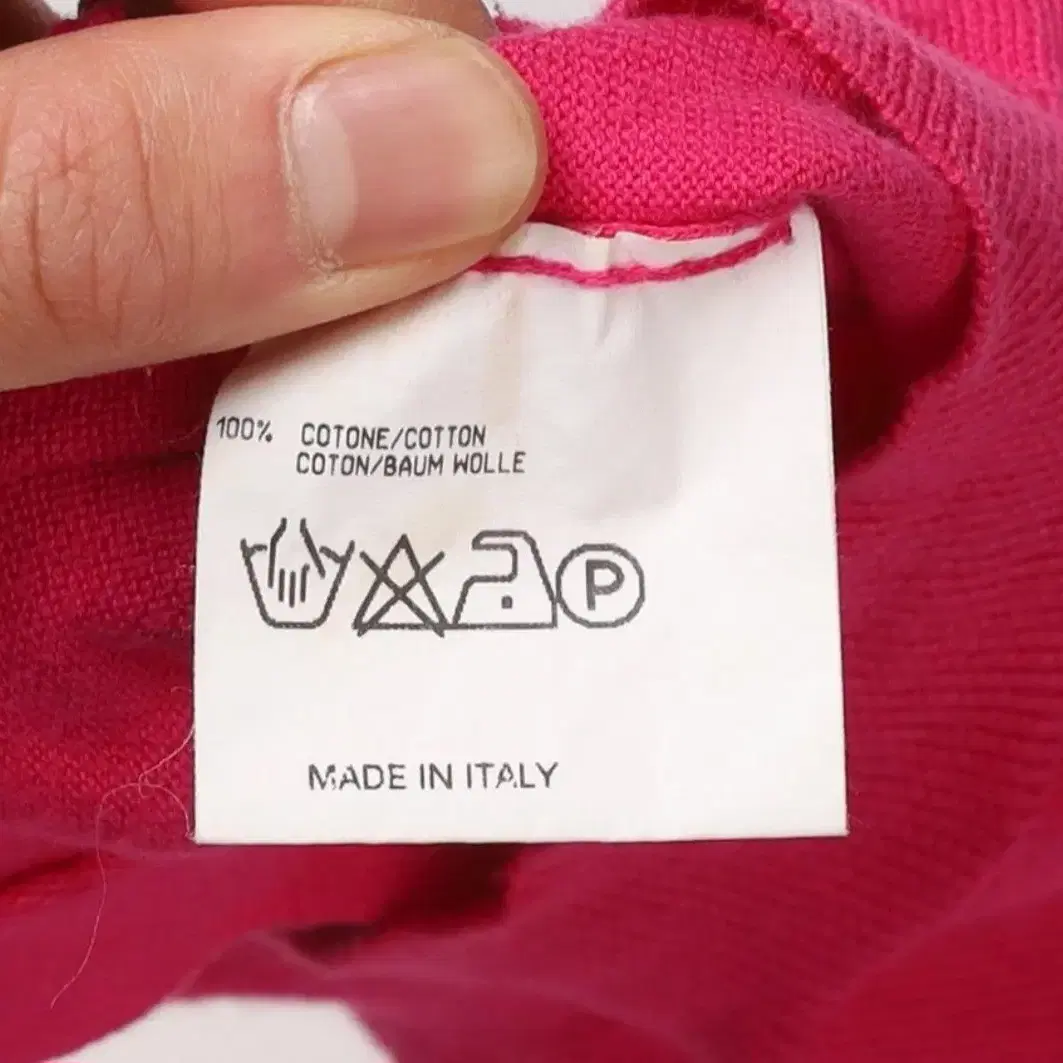 100% COTONE/COTTON
COTON/BAUM WOLLE
P
MADE IN ITALY